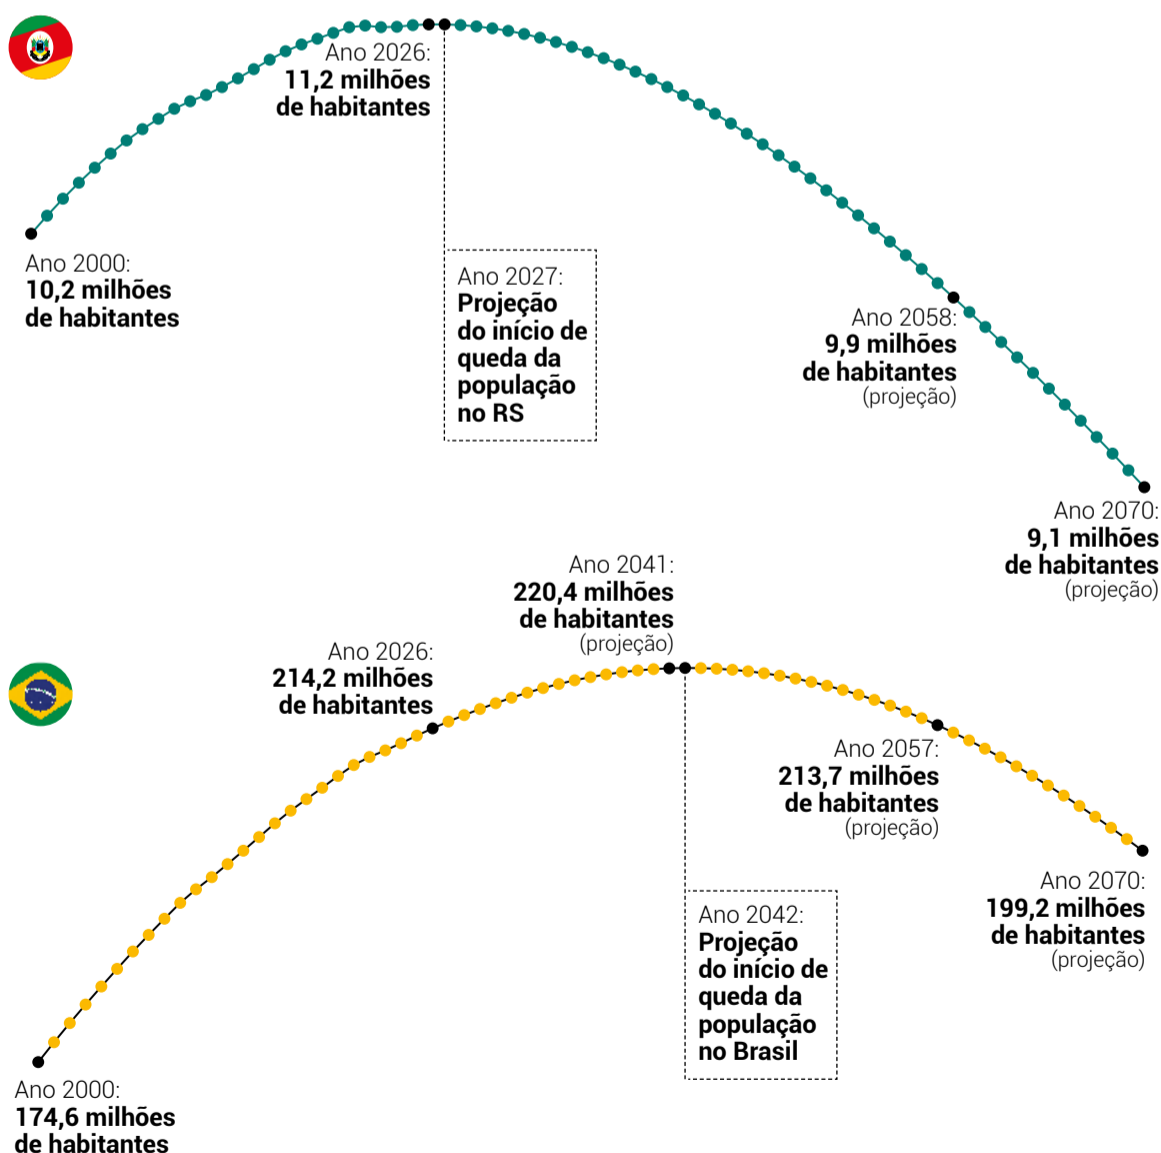 Ano 2026:
11,2 milhões
de habitantes
Ano 2000:
10,2 milhões
de habitantes
Ano 2027:
Projeção
do início de
queda da
população
no RS
Ano 2058:
9,9 milhões
de habitantes
(projeção)
Ano 2070:
9,1 milhões
de habitantes
(projeção)
Ano 2041:
220,4 milhões
de habitantes
(projeção)
Ano 2026:
214,2 milhões
de habitantes
Ano 2057:
213,7 milhões
de habitantes
(projeção)
Ano 2070:
199,2 milhões
de habitantes
(projeção)
Ano 2042:
Projeção
do início de
queda da
população
no Brasil
Ano 2000:
174,6 milhões
de habitantes